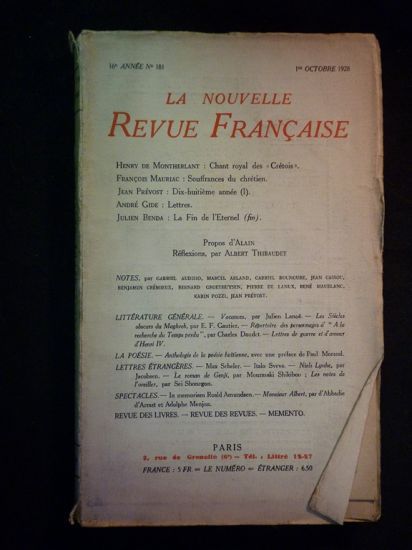 16e ANNÉE No 181
1er OCTOBRE 1928
LA NOUVELLE
REVUE FRANÇAISE
HENRY DE MONTHERLANT : Chant royal des « Crétois ».
FRANÇOIS MAURIAC : Souffrances du chrétien.
JEAN PRÉVOST : Dix-huitième année (I).
ANDRÉ GIDE : Lettres.
JULIEN BENDA : La Fin de l'Eternel (fin).
Propos d'ALAIN
Réflexions, par ALBERT THIBAUDET
NOTES, par GABRIEL AUDISIO, MARCEL ARLAND, GABRIEL BOUNOURE, JEAN CASSOU,
BENJAMIN CRÉMIEUX, BERNARD GROETHUYSEN, PIERRE DE LANUX, RENÉ MAUBLANC,
KARIN POZZI, JEAN PRÉVOST.
LITTÉRATURE GÉNÉRALE. — Vacances, par Julien Lanoë. — Les Siècles
obscurs du Maghreb, par E. F. Gautier. — Répertoire des personnages d' " A la
recherche du Temps perdu ", par Charles Daudet. — Lettres de guerre et d'amour
d'Henri IV.
LA POÉSIE. — Anthologie de la poésie haïtienne, avec une préface de Paul Morand.
LETTRES ÉTRANGÈRES. — Max Scheler. — Italo Svevo. — Niels Lyhne, par
Jacobsen. — Le roman de Genji, par Mourasaki Shikibou ; Les notes de
l'oreiller, par Sei Shonagon.
SPECTACLES. — In memoriam Roald Amundsen. — Monsieur Albert, par d'Abbadie
d'Arrast et Adolphe Menjou.
REVUE DES LIVRES. — REVUE DES REVUES. — MEMENTO.
PARIS
3, rue de Grenelle (6e) — Tél. : Littré 12-27
FRANCE : 5 FR — LE NUMÉRO — ÉTRANGER : 6.50